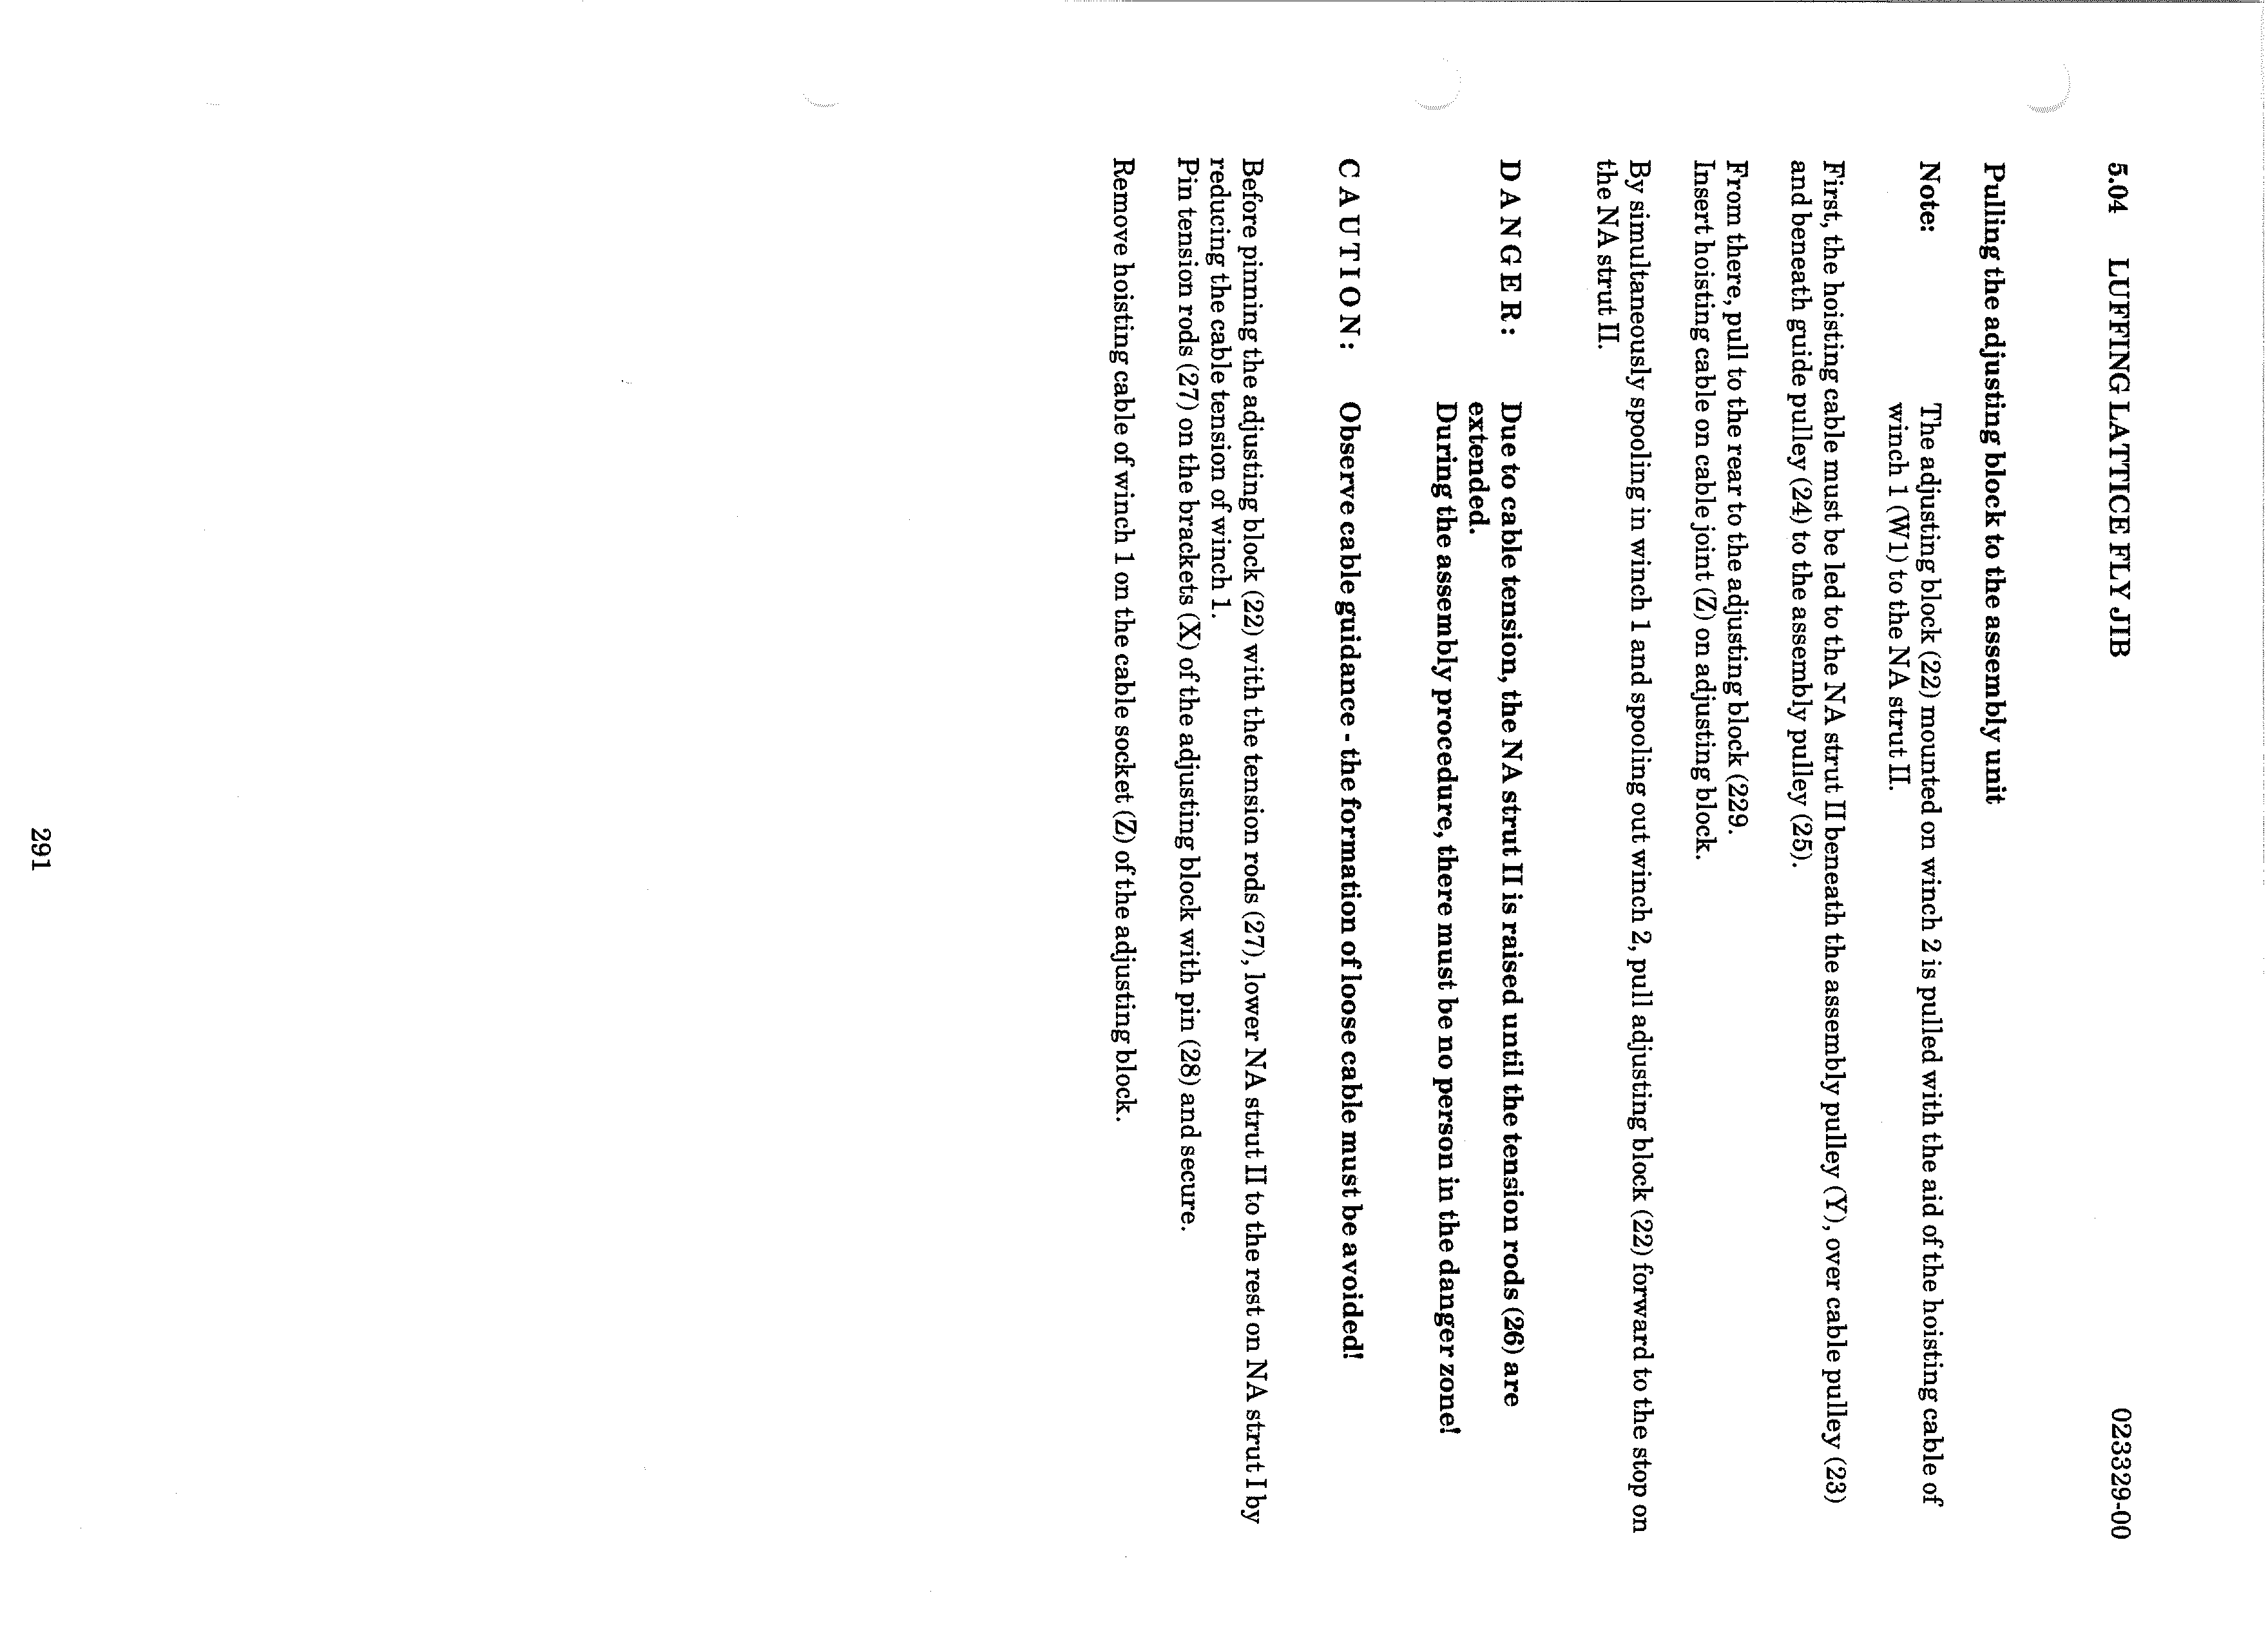 5.04 LUFFING LATTICE FLY JIB 023329-00
Pulling the adjusting block to the assembly unit
Note: The adjusting block (22) mounted on winch 2 is pulled with the aid of the hoisting cable of
winch 1 (W1) to the NA strut II.
First, the hoisting cable must be led to the NA strut II beneath the assembly pulley (Y), over cable pulley (23)
and beneath guide pulley (24) to the assembly pulley (25).
From there, pull to the rear to the adjusting block (229.
Insert hoisting cable on cable joint (Z) on adjusting block.
By simultaneously spooling in winch 1 and spooling out winch 2, pull adjusting block (22) forward to the stop on
the NA strut II.
DANGER: Due to cable tension, the NA strut II is raised until the tension rods (26) are
extended.
During the assembly procedure, there must be no person in the danger zone!
CAUTION: Observe cable guidance - the formation of loose cable must be avoided!
Before pinning the adjusting block (22) with the tension rods (27), lower NA strut II to the rest on NA strut I by
reducing the cable tension of winch 1.
Pin tension rods (27) on the brackets (X) of the adjusting block with pin (28) and secure.
Remove hoisting cable of winch 1 on the cable socket (Z) of the adjusting block.
291